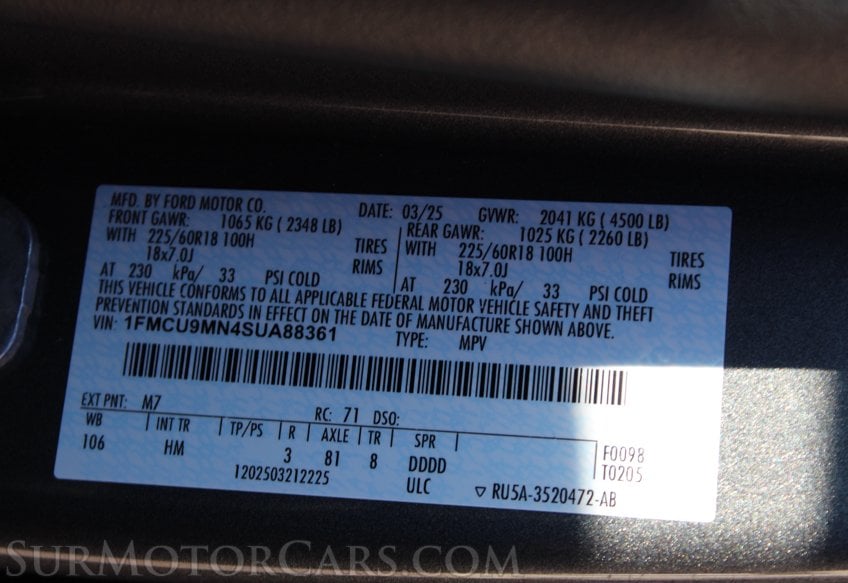 MFD. BY FORD MOTOR CO. DATE: 03/25 GVWR: 2041 KG ( 4500 LB)
FRONT GAWR: 1065 KG ( 2348 LB) REAR GAWR: 1025 KG ( 2260 LB)
WITH 225/60R18 100H TIRES WITH 225/60R18 100H TIRES
18x7.0J RIMS 18x7.0J RIMS
AT 230 kPa/ 33 PSI COLD AT 230 kPa/ 33 PSI COLD
THIS VEHICLE CONFORMS TO ALL APPLICABLE FEDERAL MOTOR VEHICLE SAFETY AND THEFT
PREVENTION STANDARDS IN EFFECT ON THE DATE OF MANUFACTURE SHOWN ABOVE.
VIN: 1FMCU9MN4SUA88361 TYPE: MPV
EXT PNT: M7 RC: 71 DSO:
WB INT TR TP/PS R AXLE TR SPR
106 HM 3 81 8 DDDD F0098
1202503212225 ULC T0205
▽ RU5A-3520472-AB
SurMotorCars.com